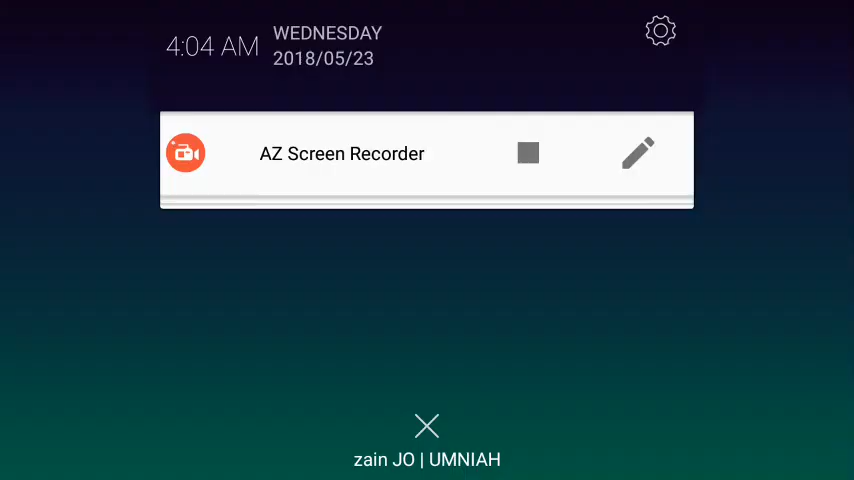 4:04 AM
WEDNESDAY
2018/05/23
AZ Screen Recorder
zain JO | UMNIAH